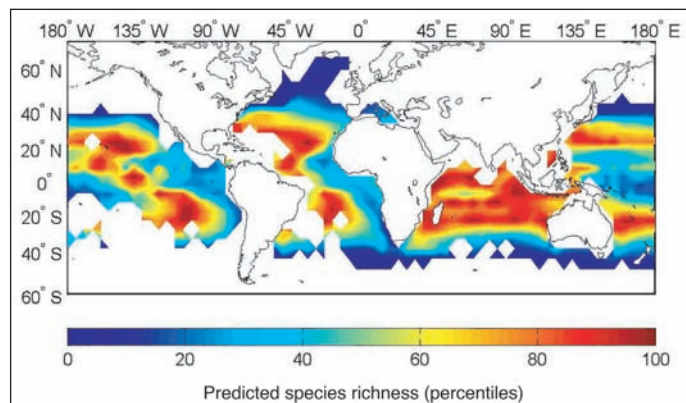 180° W 135° W 90° W 45° W 0° 45° E 90° E 135° E 180° E
60° N
40° N
20° N
0°
20° S
40° S
60° S
0 20 40 60 80 100
Predicted species richness (percentiles)